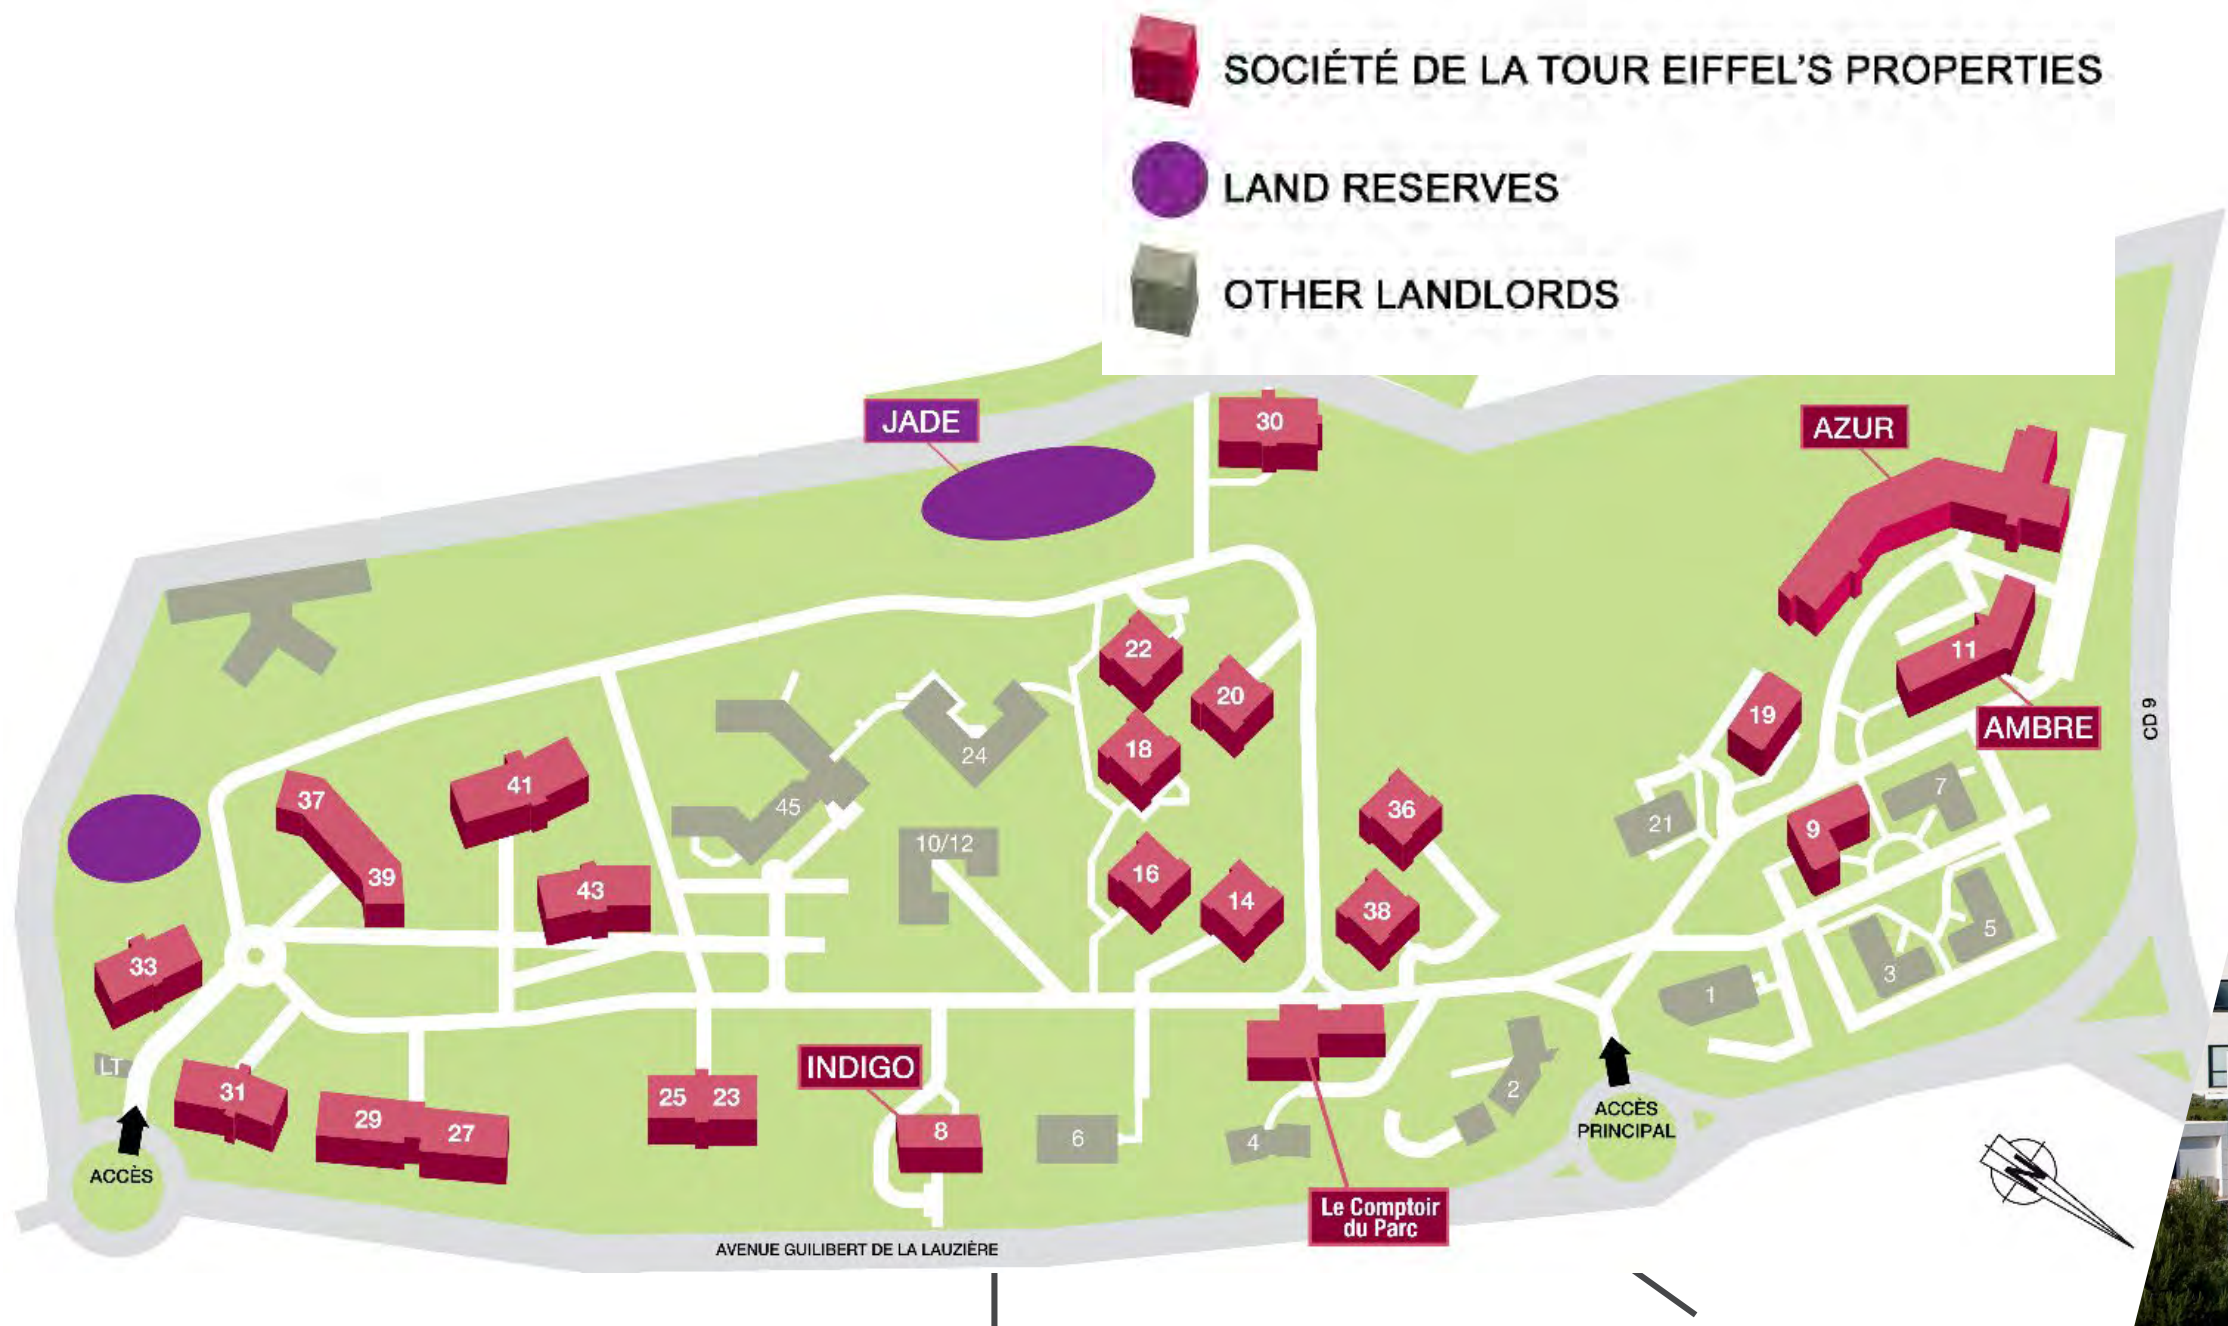 SOCIÉTÉ DE LA TOUR EIFFEL'S PROPERTIES
LAND RESERVES
OTHER LANDLORDS
JADE
30
AZUR
22
11
20
19
AMBRE
CD 9
18
24
41
7
37
45
36
21
9
10/12
16
39
43
14
38
5
33
3
1
LT
INDIGO
31
25
23
2
29
27
8
6
4
ACCÈS
PRINCIPAL
ACCÈS
Le Comptoir
du Parc
N
AVENUE GUILIBERT DE LA LAUZIÈRE